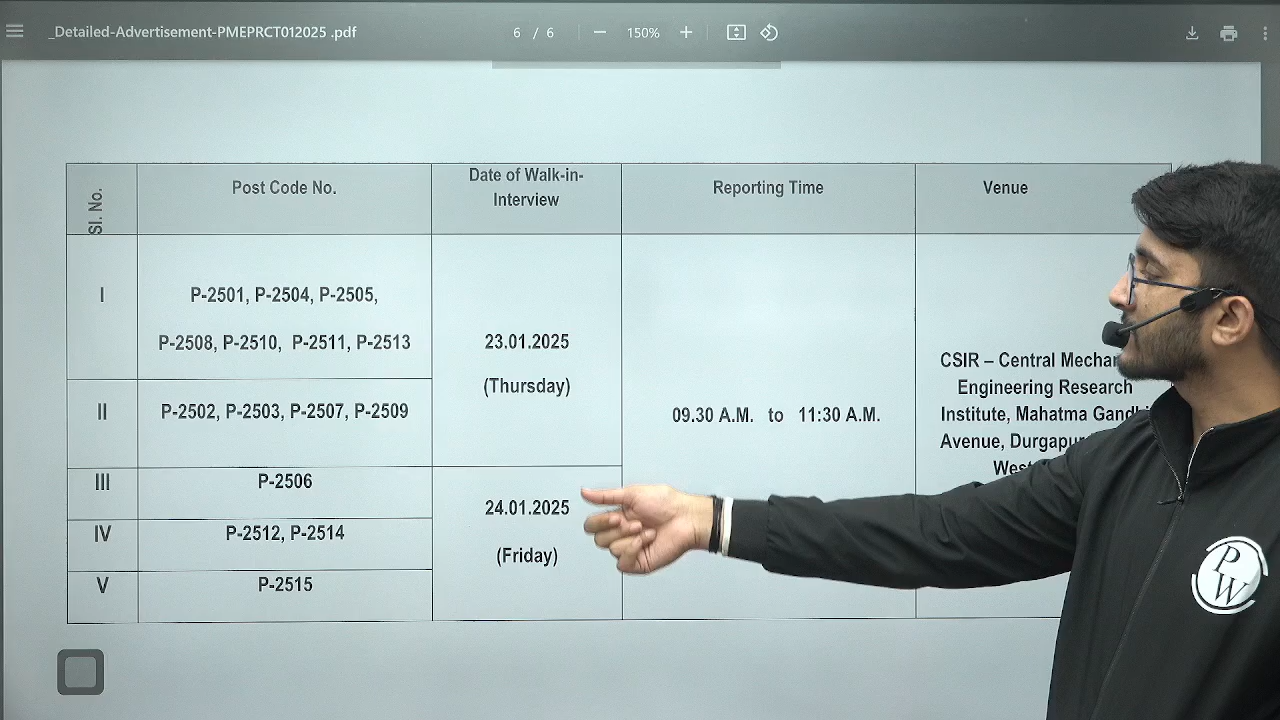 _Detailed-Advertisement-PMEPRCT012025 .pdf
6 / 6
150%
Sl. No.
Post Code No.
Date of Walk-in-
Interview
Reporting Time
Venue
I
P-2501, P-2504, P-2505,
P-2508, P-2510, P-2511, P-2513
23.01.2025
(Thursday)
II
P-2502, P-2503, P-2507, P-2509
09.30 A.M. to 11:30 A.M.
CSIR – Central
Engineering Research
Institute, Mahatma
Avenue,
III
P-2506
24.01.2025
(Friday)
IV
P-2512, P-2514
V
P-2515
PW